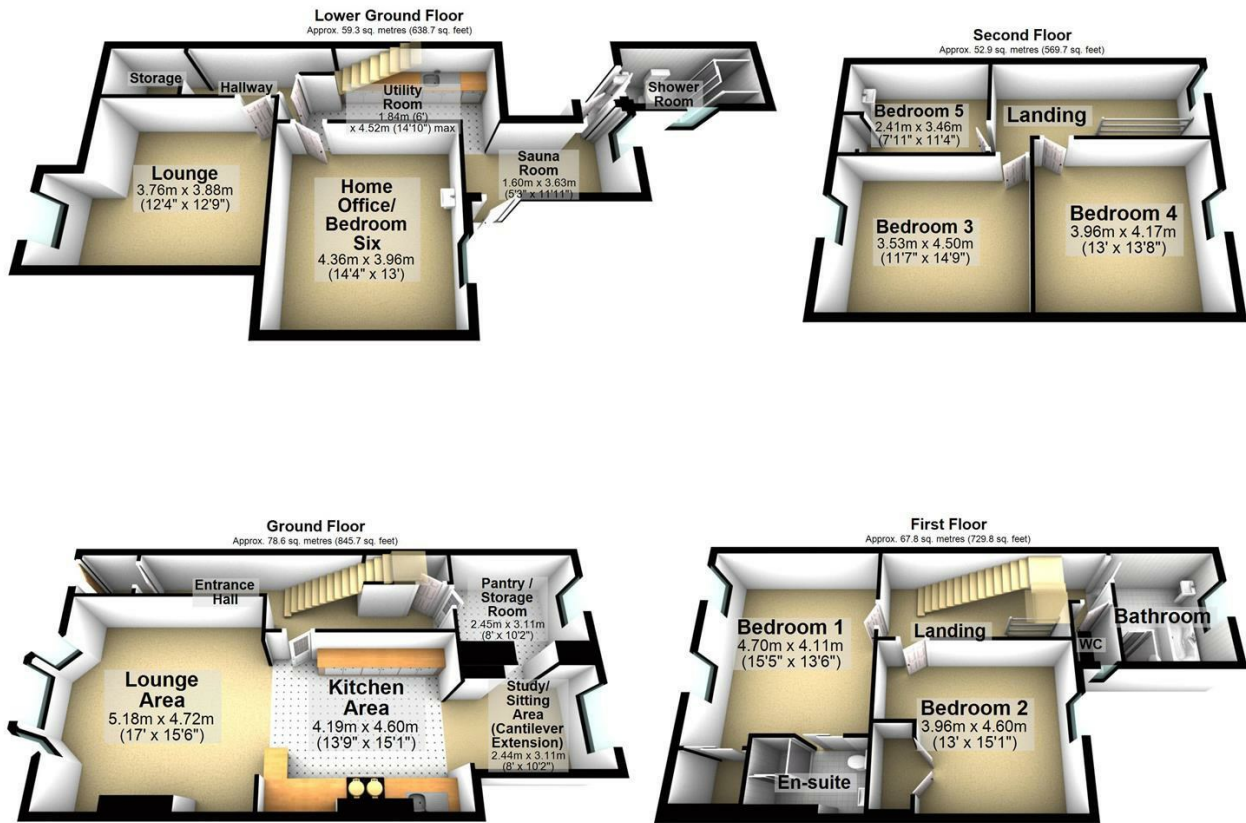 Lower Ground Floor
Approx. 59.3 sq. metres (638.7 sq. feet)
Storage
Hallway
Utility
Room
1.84m (6')
x 4.52m (14'10") max
Shower
Room
Lounge
3.76m x 3.88m
(12'4" x 12'9")
Home
Office/
Bedroom
Six
4.36m x 3.96m
(14'4" x 13')
Sauna
Room
1.60m x 3.63m
(5'3" x 11'11")
Second Floor
Approx. 52.9 sq. metres (569.7 sq. feet)
Bedroom 5
2.41m x 3.46m
(7'11" x 11'4")
Landing
Bedroom 3
3.53m x 4.50m
(11'7" x 14'9")
Bedroom 4
3.96m x 4.17m
(13' x 13'8")
Ground Floor
Approx. 78.6 sq. metres (845.7 sq. feet)
Entrance
Hall
Pantry /
Storage
Room
2.45m x 3.11m
(8' x 10'2")
Lounge
Area
5.18m x 4.72m
(17' x 15'6")
Kitchen
Area
4.19m x 4.60m
(13'9" x 15'1")
Study/
Sitting
Area
(Cantilever
Extension)
2.44m x 3.11m
(8' x 10'2")
First Floor
Approx. 67.8 sq. metres (729.8 sq. feet)
Bedroom 1
4.70m x 4.11m
(15'5" x 13'6")
Landing
WC
Bathroom
Bedroom 2
3.96m x 4.60m
(13' x 15'1")
En-suite